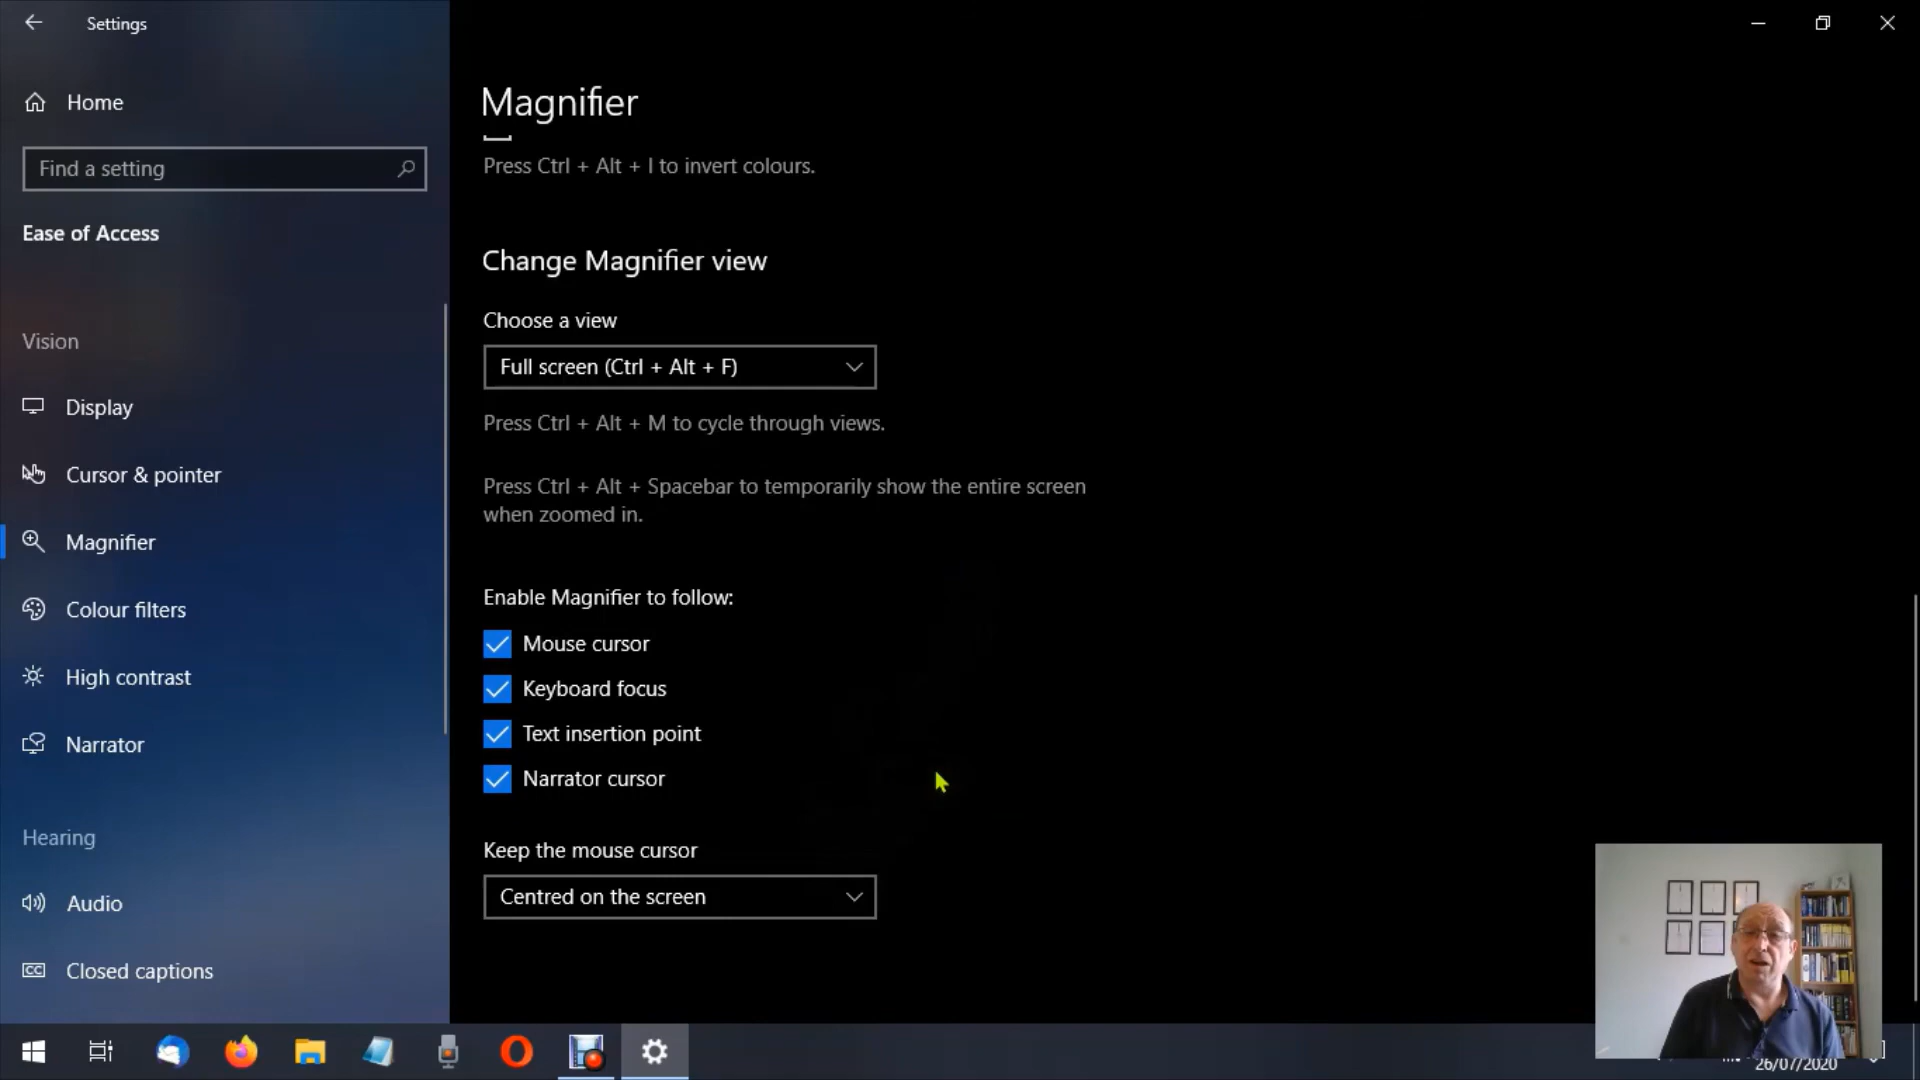 Settings
Home
Find a setting
Ease of Access
Vision
Display
Cursor & pointer
Magnifier
Colour filters
High contrast
Narrator
Hearing
Audio
Closed captions
Magnifier
Press Ctrl + Alt + I to invert colours.
Change Magnifier view
Choose a view
Full screen (Ctrl + Alt + F)
Press Ctrl + Alt + M to cycle through views.
Press Ctrl + Alt + Spacebar to temporarily show the entire screen
when zoomed in.
Enable Magnifier to follow:
Mouse cursor
Keyboard focus
Text insertion point
Narrator cursor
Keep the mouse cursor
Centred on the screen
26/07/2020